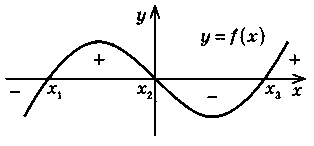 y
y = f(x)
+ +
− x₁ x₂ − x₃ x